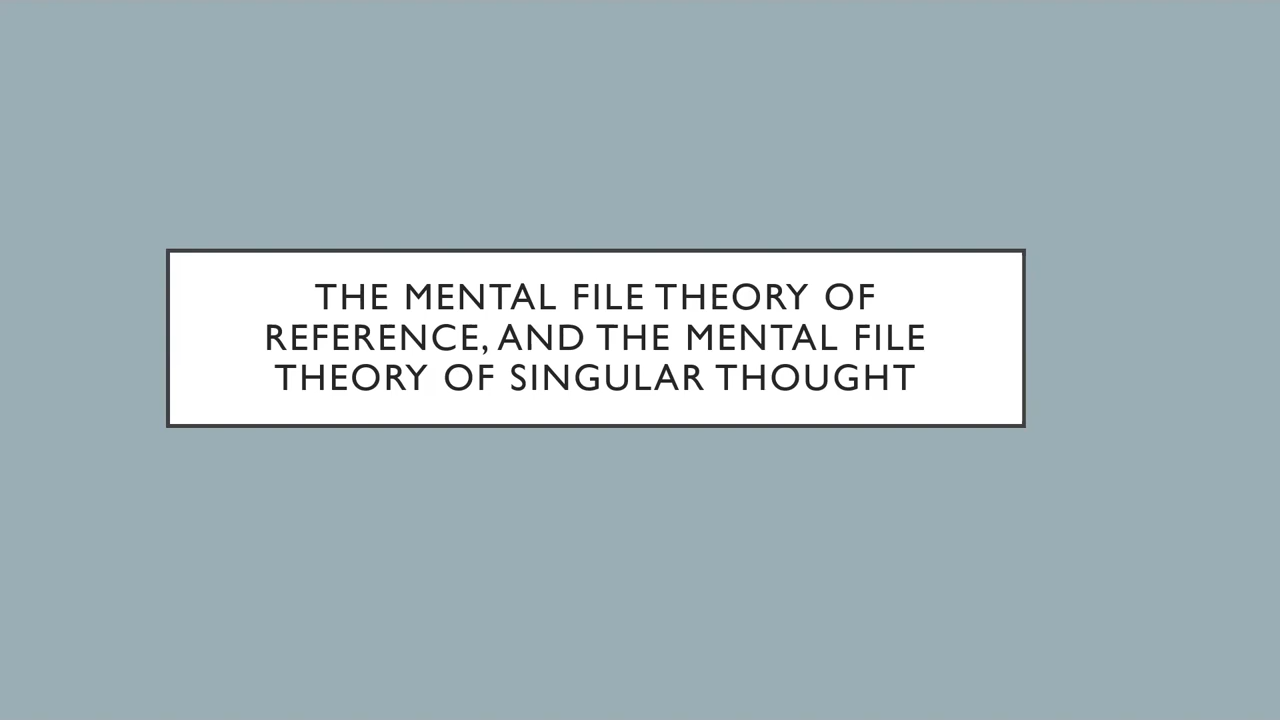 THE MENTAL FILE THEORY OF
REFERENCE, AND THE MENTAL FILE
THEORY OF SINGULAR THOUGHT